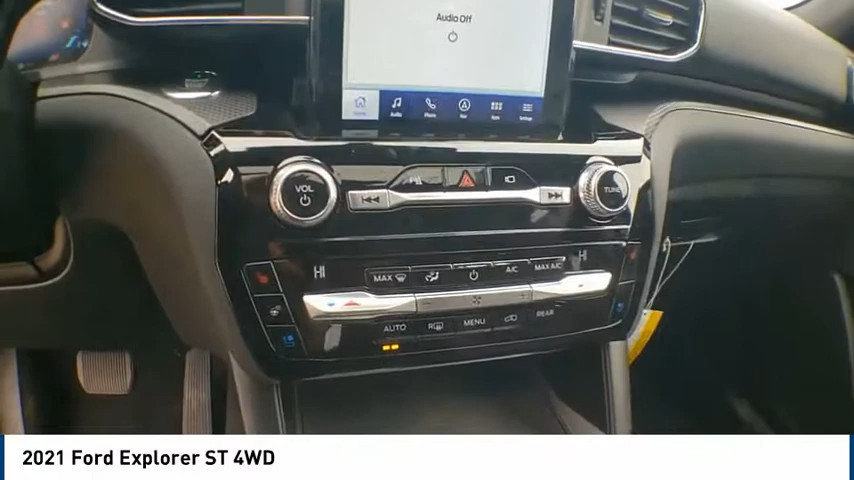 Audio Off
Home Audio Phone Nav Apps Settings
VOL
TUNE
HI
MAX
A/C
MAX A/C
HI
AUTO
R
MENU
REAR
2021 Ford Explorer ST 4WD